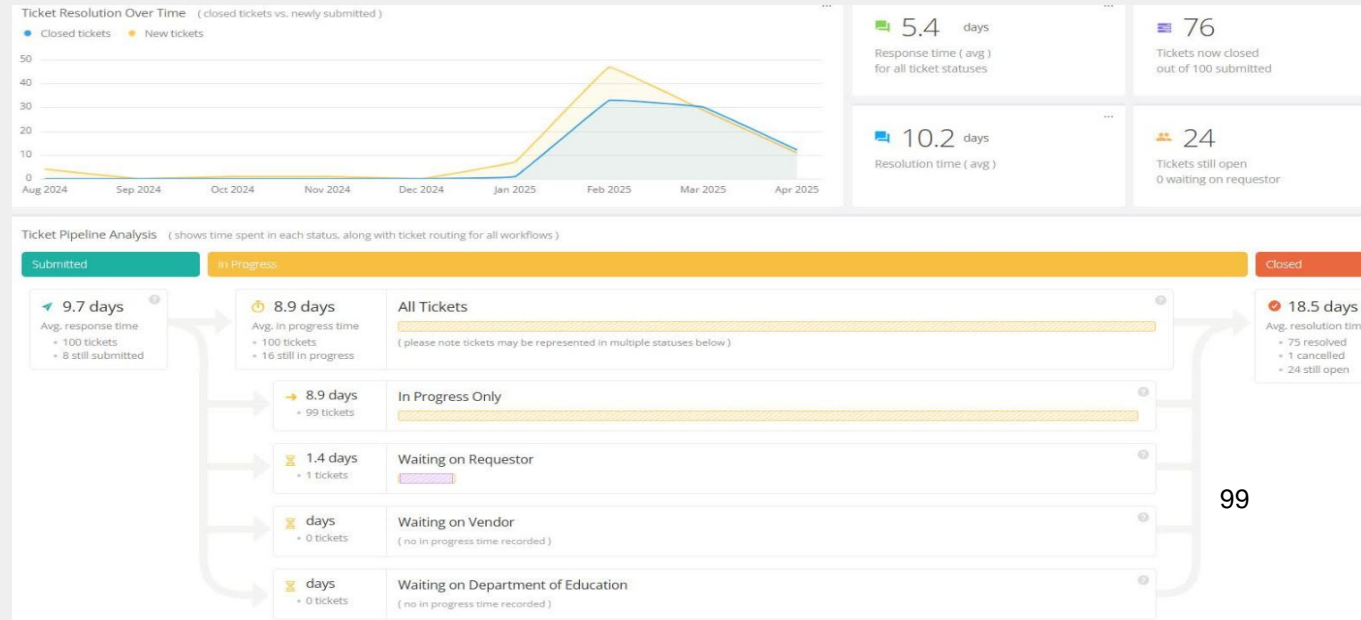 Ticket Resolution Over Time ( closed tickets vs. newly submitted )
Closed tickets New tickets
50
40
30
20
10
0
Aug 2024 Sep 2024 Oct 2024 Nov 2024 Dec 2024 Jan 2025 Feb 2025 Mar 2025 Apr 2025
5.4 days
Response time ( avg )
for all ticket statuses
76
Tickets now closed
out of 100 submitted
10.2 days
Resolution time ( avg )
24
Tickets still open
0 waiting on requestor
Ticket Pipeline Analysis ( shows time spent in each status, along with ticket routing for all workflows )
Submitted
In Progress
Closed
9.7 days
Avg. response time
100 tickets
8 still submitted
8.9 days
Avg. in progress time
100 tickets
16 still in progress
All Tickets
( please note tickets may be represented in multiple statuses below )
18.5 days
Avg. resolution tim
75 resolved
1 cancelled
24 still open
8.9 days
99 tickets
In Progress Only
1.4 days
1 tickets
Waiting on Requestor
99
days
0 tickets
Waiting on Vendor
( no in progress time recorded )
days
0 tickets
Waiting on Department of Education
( no in progress time recorded )